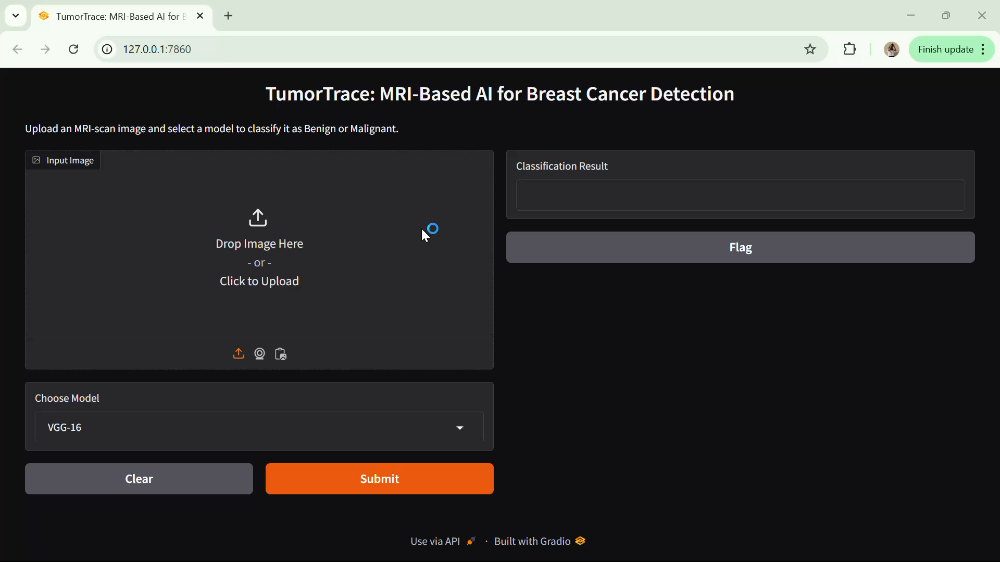 TumorTrace: MRI-Based AI for
127.0.0.1:7860
Finish update
TumorTrace: MRI-Based AI for Breast Cancer Detection
Upload an MRI-scan image and select a model to classify it as Benign or Malignant.
Input Image
Drop Image Here
- or -
Click to Upload
Choose Model
VGG-16
Clear
Submit
Classification Result
Flag
Use via API · Built with Gradio